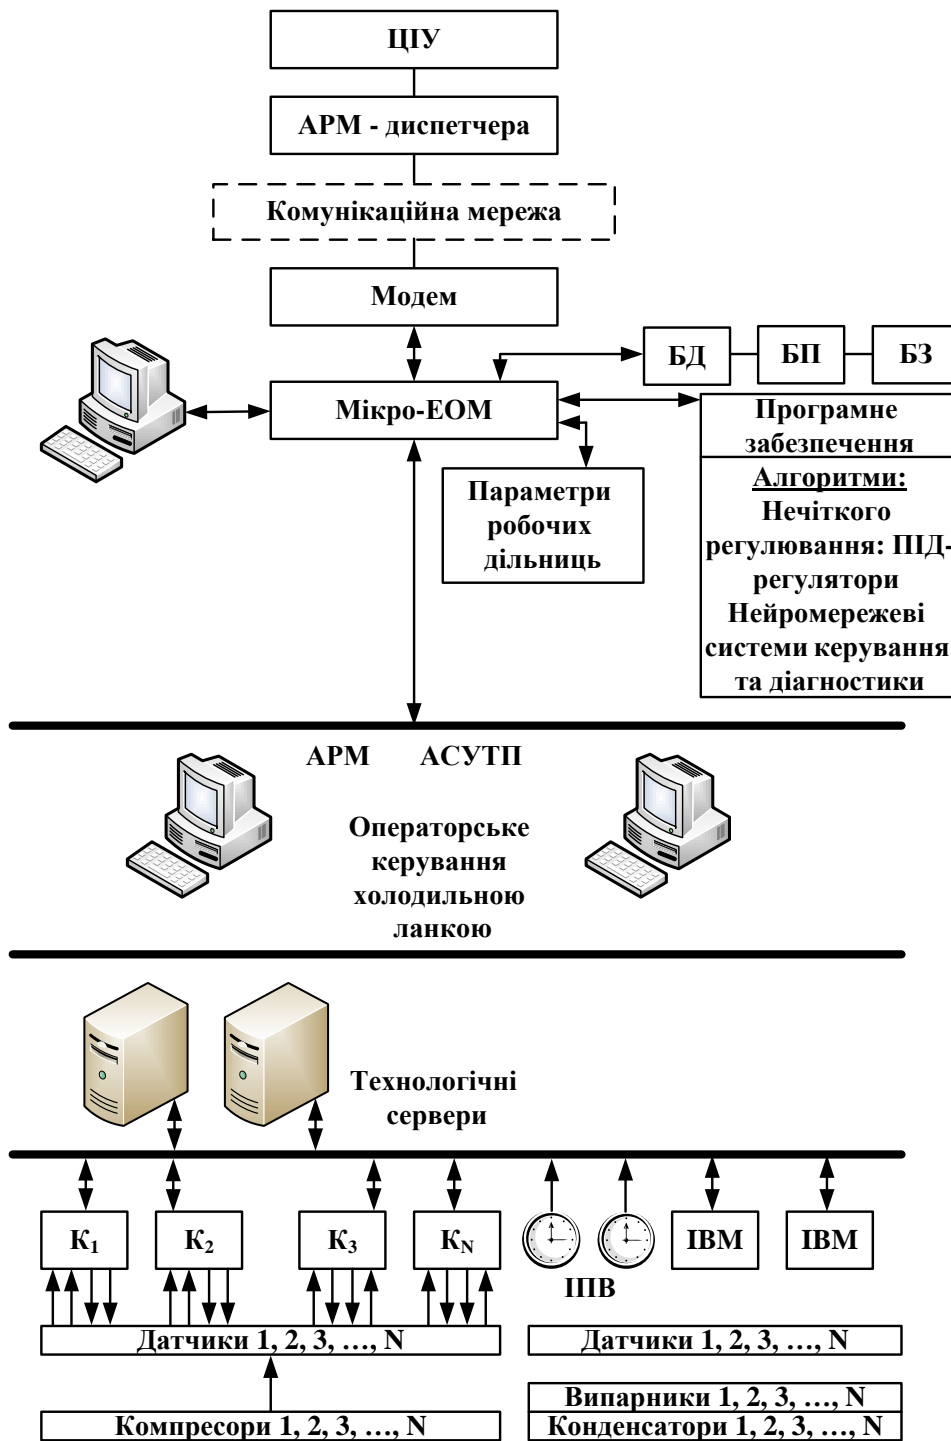 ЦІУ
АРМ - диспетчера
Комунікаційна мережа
Модем
БД
БП
БЗ
Мікро-ЕОМ
Програмне
забезпечення
Параметри
робочих
дільниць
Алгоритми:
Нечіткого
регулювання: ПІД-
регулятори
Нейромережеві
системи керування
та діагностики
АРМ АСУТП
Операторське
керування
холодильною
ланкою
Технологічні
сервери
К1
К2
К3
КN
ІПВ
ІВМ
ІВМ
Датчики 1, 2, 3, …, N
Датчики 1, 2, 3, …, N
Компресори 1, 2, 3, …, N
Випарники 1, 2, 3, …, N
Конденсатори 1, 2, 3, …, N